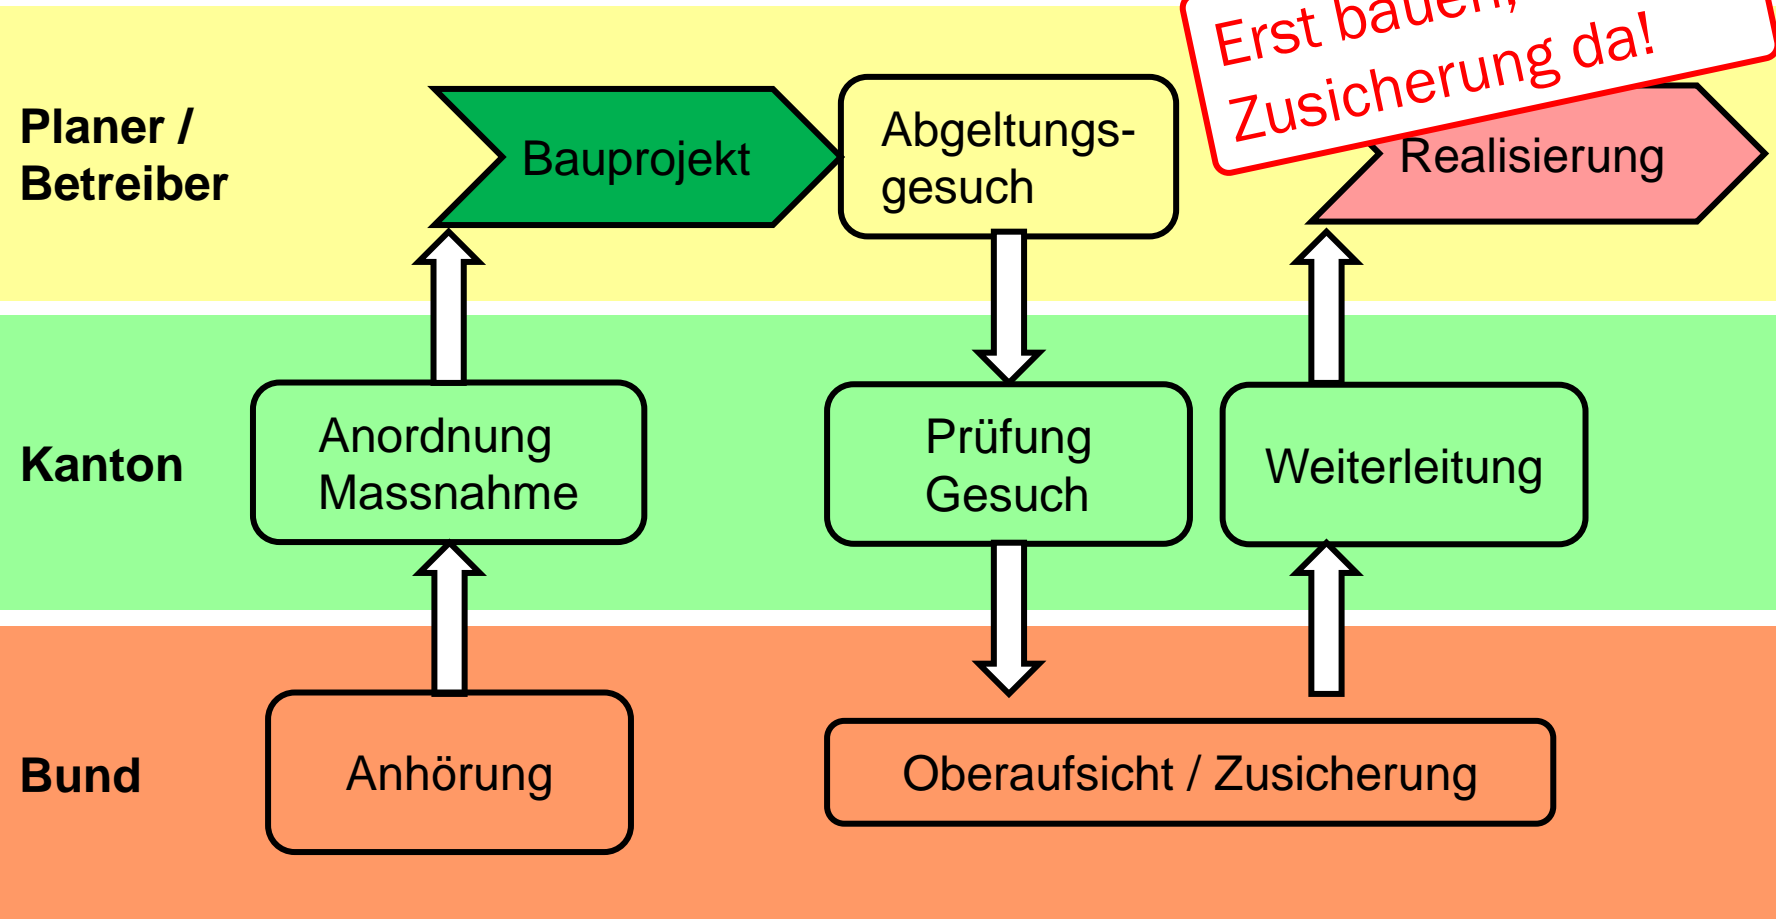 Erst bauen,
Zusicherung da!
Planer /
Betreiber
Bauprojekt
Abgeltungs-
gesuch
Realisierung
Kanton
Anordnung
Massnahme
Prüfung
Gesuch
Weiterleitung
Bund
Anhörung
Oberaufsicht / Zusicherung